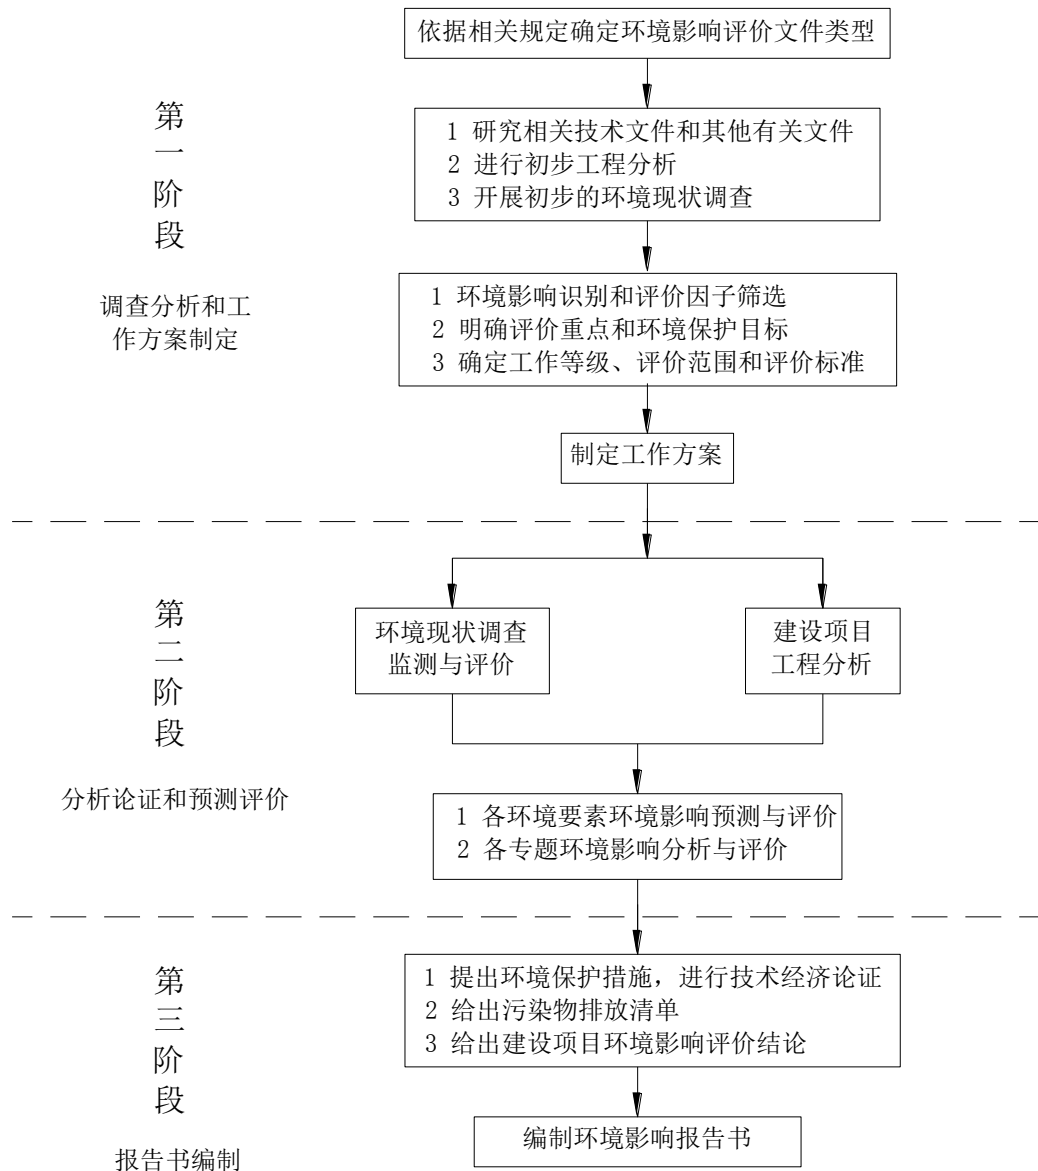 依据相关规定确定环境影响评价文件类型
第
一
阶
段
调查分析和工
作方案制定
1 研究相关技术文件和其他有关文件
2 进行初步工程分析
3 开展初步的环境现状调查
1 环境影响识别和评价因子筛选
2 明确评价重点和环境保护目标
3 确定工作等级、评价范围和评价标准
制定工作方案
第
二
阶
段
分析论证和预测评价
环境现状调查
监测与评价
建设项目
工程分析
1 各环境要素环境影响预测与评价
2 各专题环境影响分析与评价
第
三
阶
段
报告书编制
1 提出环境保护措施，进行技术经济论证
2 给出污染物排放清单
3 给出建设项目环境影响评价结论
编制环境影响报告书